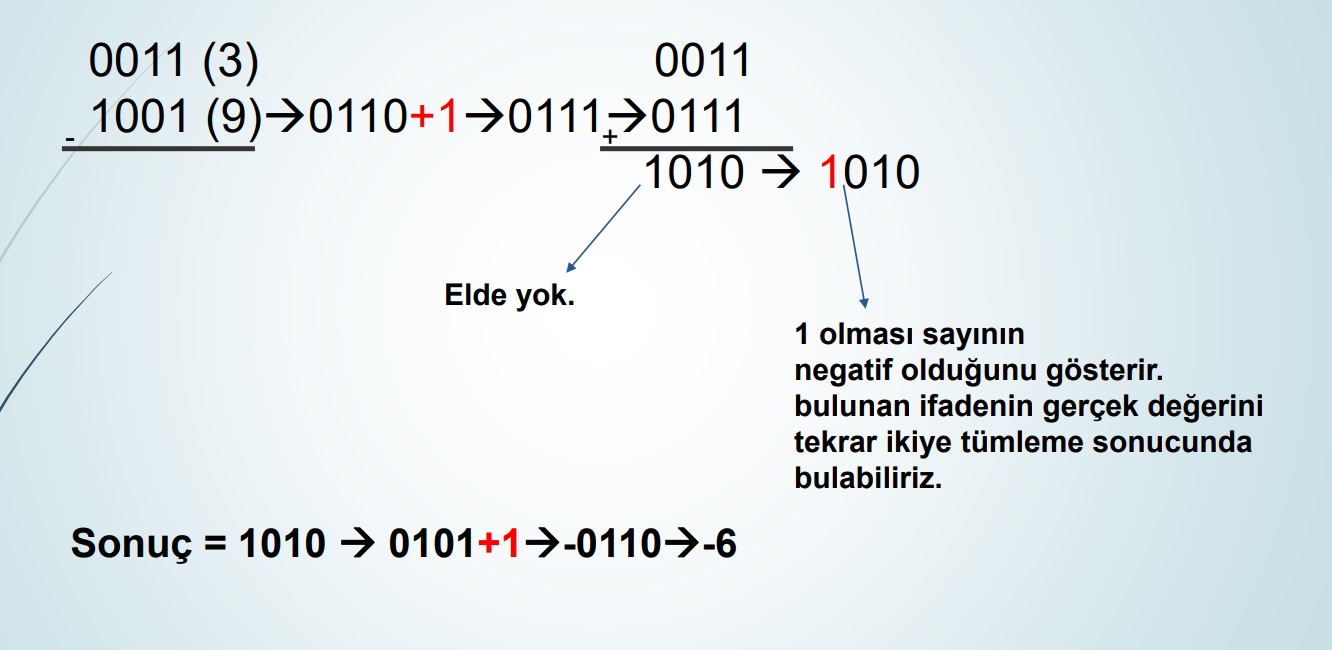 0011 (3) 0011
- 1001 (9)→0110+1→0111+→0111
1010 → 1010
Elde yok.
1 olması sayının
negatif olduğunu gösterir.
bulunan ifadenin gerçek değerini
tekrar ikiye tümleme sonucunda
bulabiliriz.
Sonuç = 1010 → 0101+1→-0110→-6